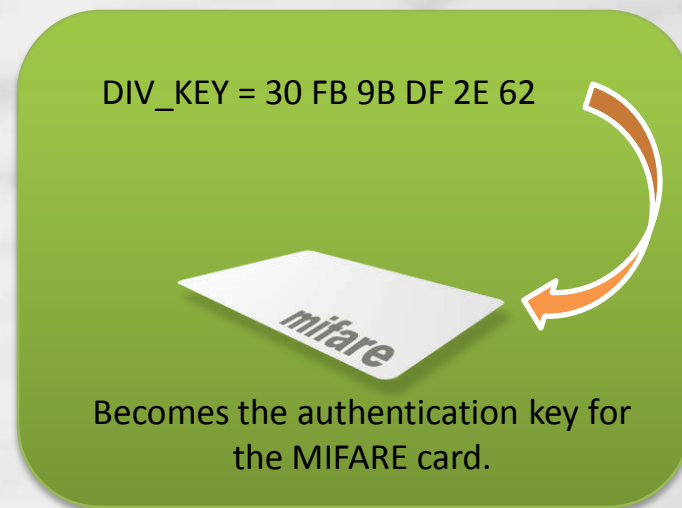 DIV_KEY = 30 FB 9B DF 2E 62
mifare
Becomes the authentication key for
the MIFARE card.